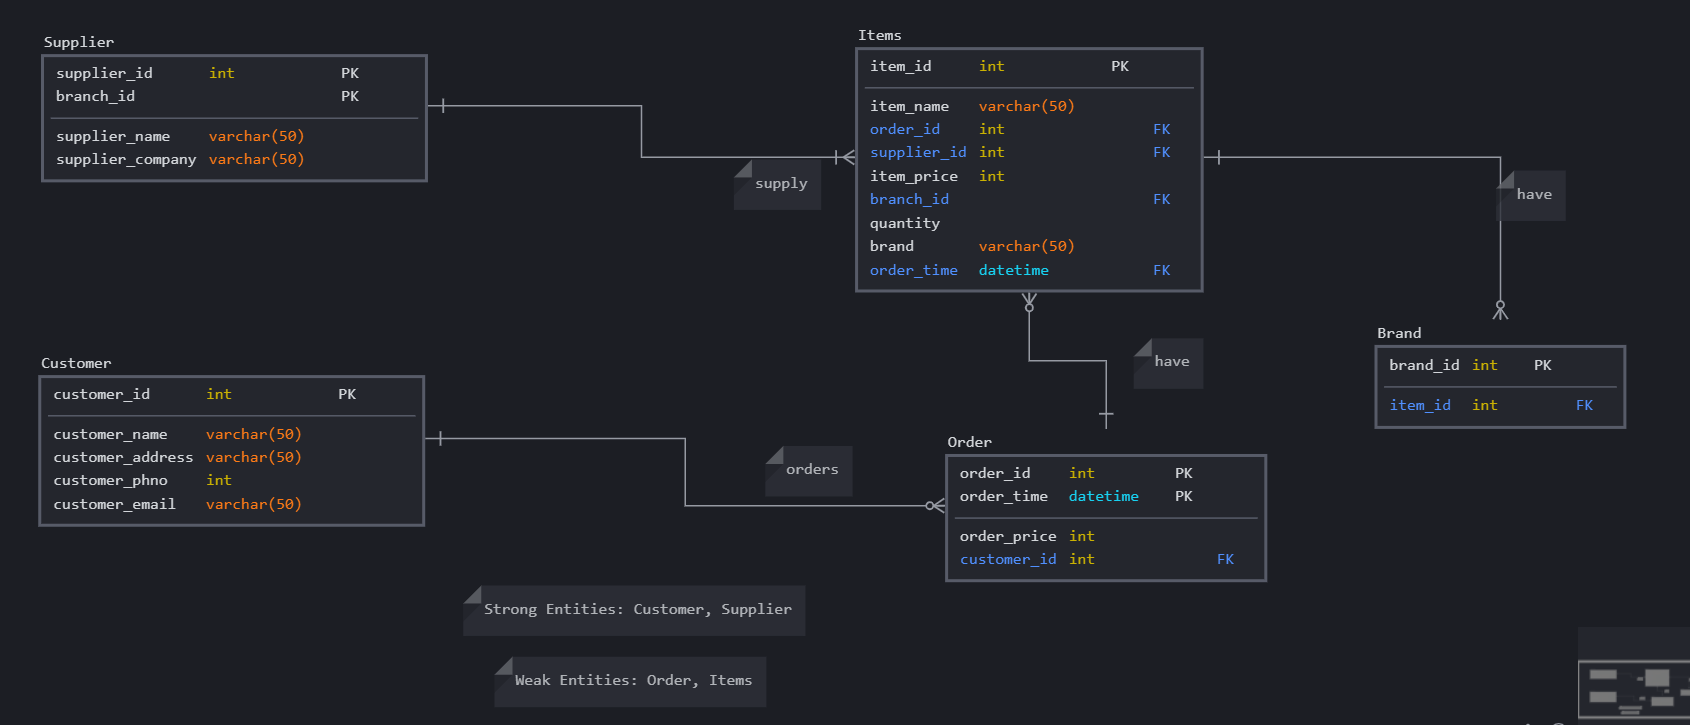 Supplier
supplier_id int PK
branch_id PK
supplier_name varchar(50)
supplier_company varchar(50)
supply
Items
item_id int PK
item_name varchar(50)
order_id int FK
supplier_id int FK
item_price int
branch_id FK
quantity
brand varchar(50)
order_time datetime FK
have
Brand
brand_id int PK
item_id int FK
have
Customer
customer_id int PK
customer_name varchar(50)
customer_address varchar(50)
customer_phno int
customer_email varchar(50)
orders
Order
order_id int PK
order_time datetime PK
order_price int
customer_id int FK
Strong Entities: Customer, Supplier
Weak Entities: Order, Items